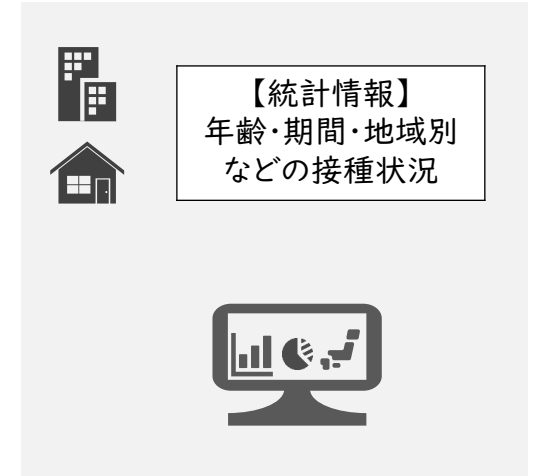 【統計情報】
年齢・期間・地域別
などの接種状況